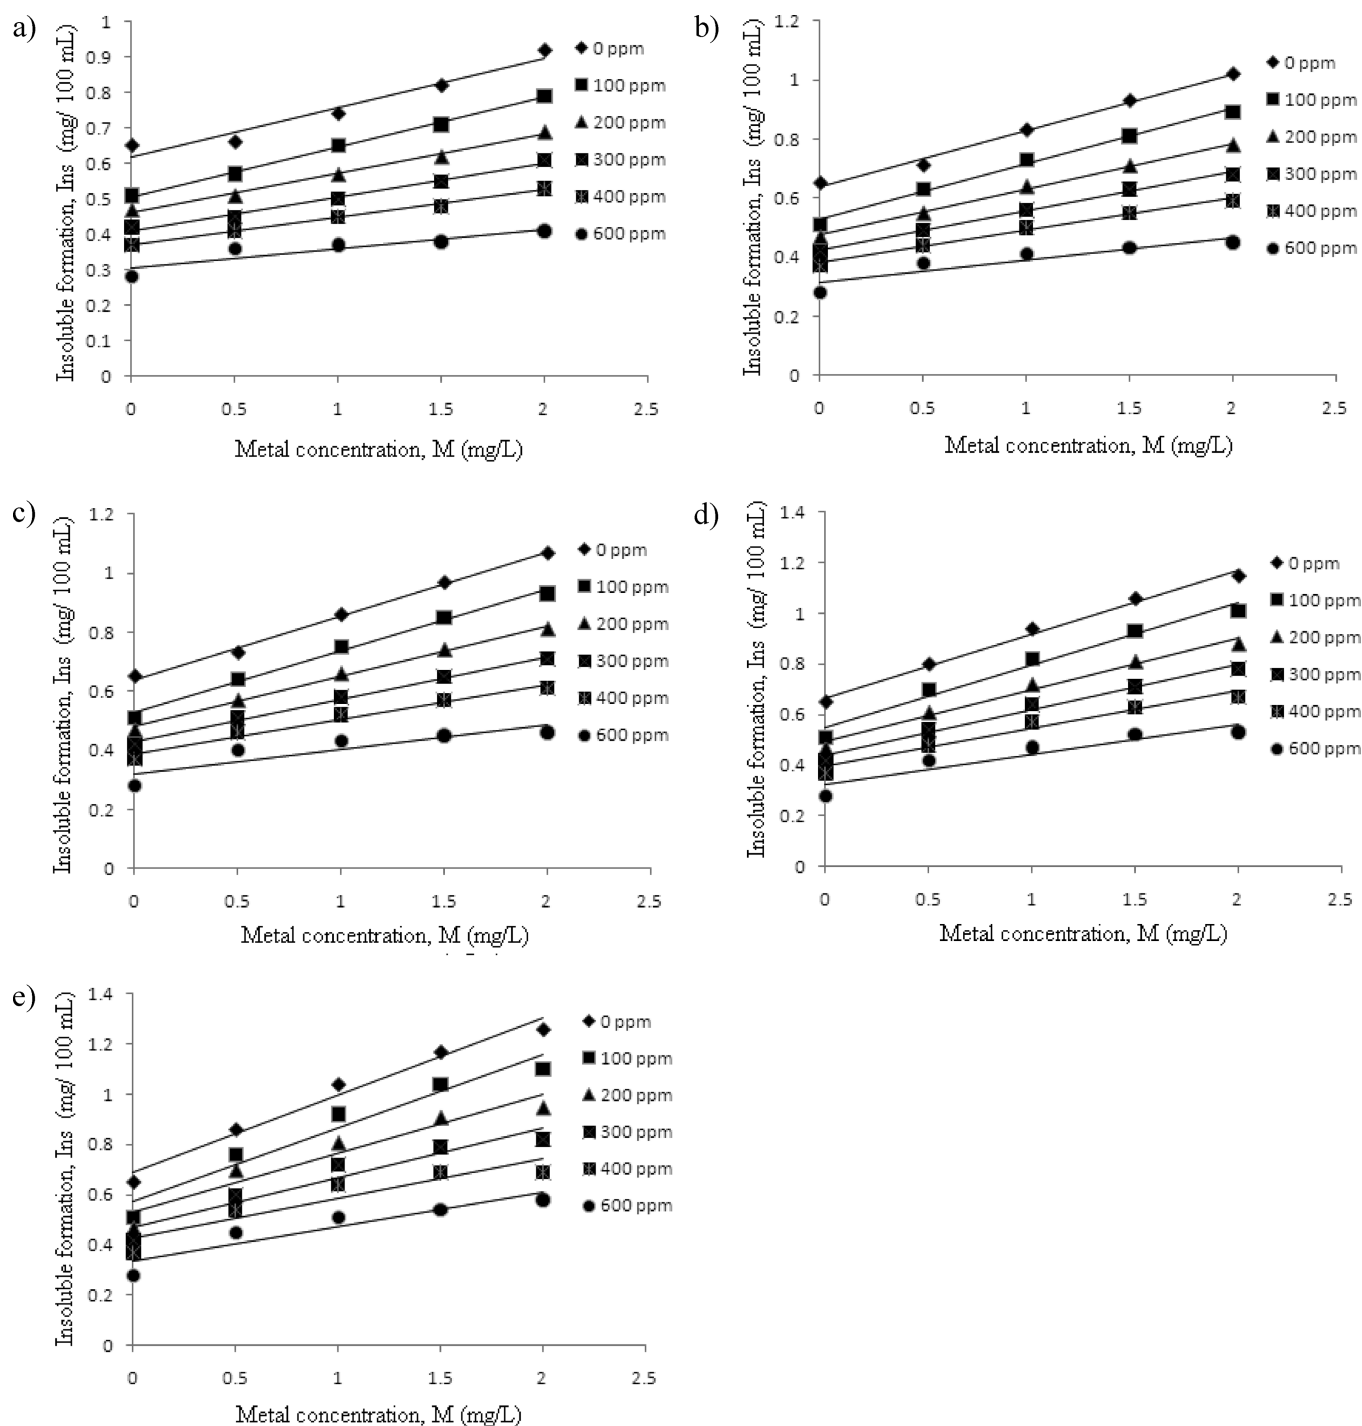 a)
Insoluble formation, Ins (mg/ 100 mL)
1
0.9
0.8
0.7
0.6
0.5
0.4
0.3
0.2
0.1
0
0 0.5 1 1.5 2 2.5
Metal concentration, M (mg/L)
0 ppm
100 ppm
200 ppm
300 ppm
400 ppm
600 ppm
b)
Insoluble formation, Ins (mg/ 100 mL)
1.2
1
0.8
0.6
0.4
0.2
0
0 0.5 1 1.5 2 2.5
Metal concentration, M (mg/L)
0 ppm
100 ppm
200 ppm
300 ppm
400 ppm
600 ppm
c)
Insoluble formation, Ins (mg/ 100 mL)
1.2
1
0.8
0.6
0.4
0.2
0
0 0.5 1 1.5 2 2.5
Metal concentration, M (mg/L)
0 ppm
100 ppm
200 ppm
300 ppm
400 ppm
600 ppm
d)
Insoluble formation, Ins (mg/ 100 mL)
1.4
1.2
1
0.8
0.6
0.4
0.2
0
0 0.5 1 1.5 2 2.5
Metal concentration, M (mg/L)
0 ppm
100 ppm
200 ppm
300 ppm
400 ppm
600 ppm
e)
Insoluble formation, Ins (mg/ 100 mL)
1.4
1.2
1
0.8
0.6
0.4
0.2
0
0 0.5 1 1.5 2 2.5
Metal concentration, M (mg/L)
0 ppm
100 ppm
200 ppm
300 ppm
400 ppm
600 ppm